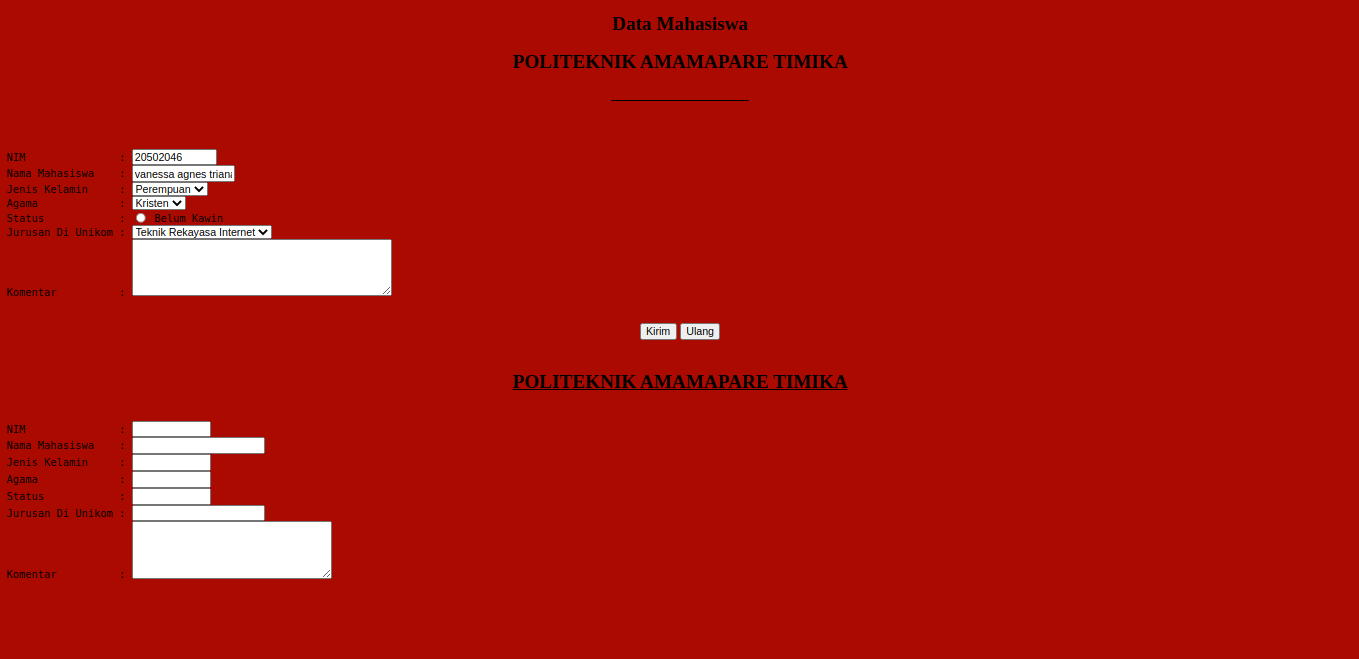 Data Mahasiswa
POLITEKNIK AMAMAPARE TIMIKA
NIM : 20502046
Nama Mahasiswa : vanessa agnes triana
Jenis Kelamin : Perempuan
Agama : Kristen
Status : Belum Kawin
Jurusan Di Unikom : Teknik Rekayasa Internet
Komentar :
Kirim Ulang
POLITEKNIK AMAMAPARE TIMIKA
NIM :
Nama Mahasiswa :
Jenis Kelamin :
Agama :
Status :
Jurusan Di Unikom :
Komentar :